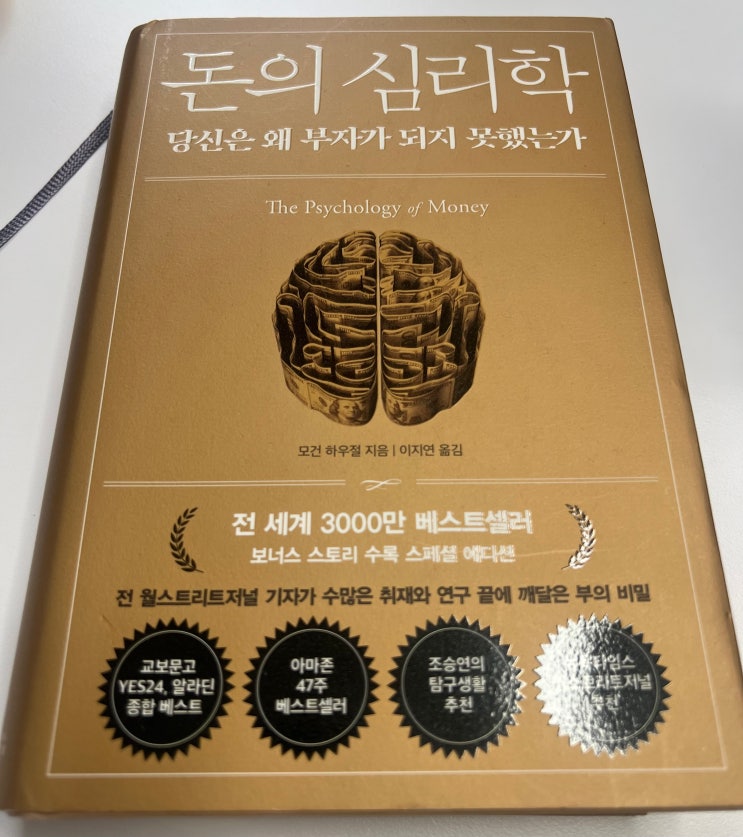 돈의 심리학
당신은 왜 부자가 되지 못했는가
The Psychology of Money
모건 하우절 지음 | 이지연 옮김
전 세계 3000만 베스트셀러
보너스 스토리 수록 스페셜 에디션
전 월스트리트저널 기자가 수많은 취재와 연구 끝에 깨달은 부의 비밀
교보문고
YES24, 알라딘
종합 베스트
아마존
47주
베스트셀러
조승연의
탐구생활
추천